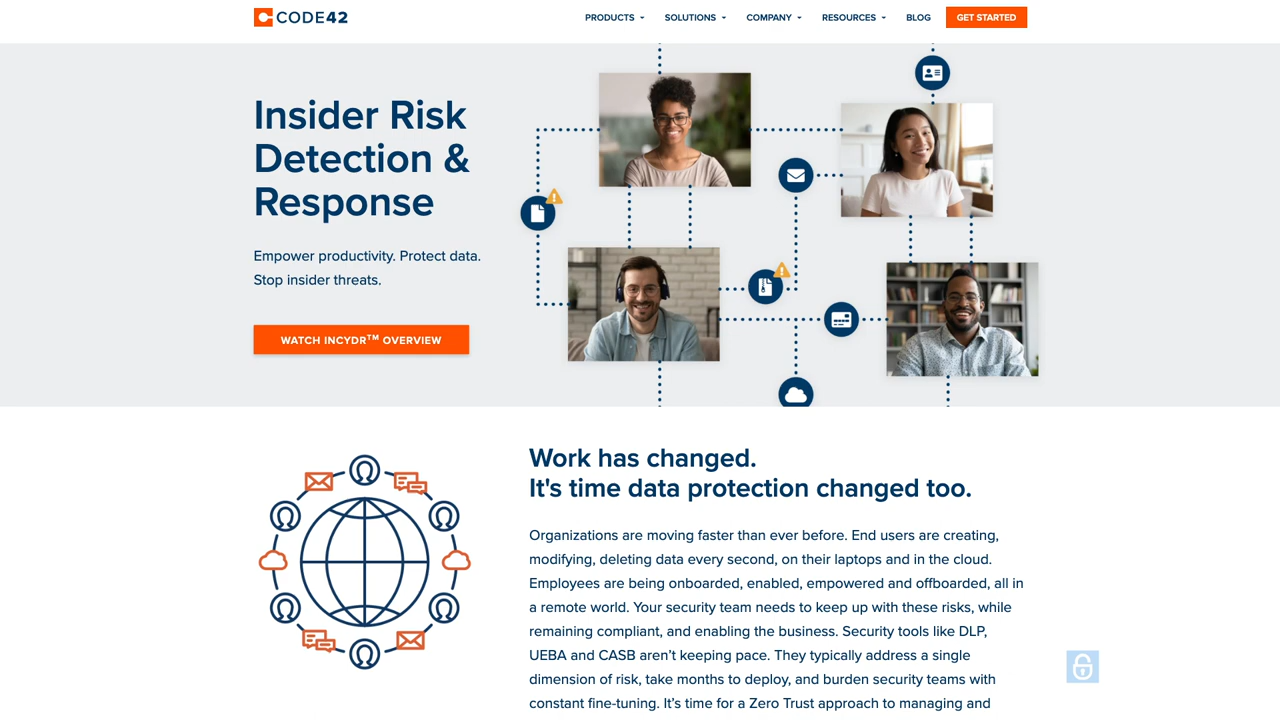 CODE42
PRODUCTS
SOLUTIONS
COMPANY
RESOURCES
BLOG
GET STARTED
Insider Risk
Detection &
Response
Empower productivity. Protect data.
Stop insider threats.
WATCH INCYDR™ OVERVIEW
Work has changed.
It's time data protection changed too.
Organizations are moving faster than ever before. End users are creating,
modifying, deleting data every second, on their laptops and in the cloud.
Employees are being onboarded, enabled, empowered and offboarded, all in
a remote world. Your security team needs to keep up with these risks, while
remaining compliant, and enabling the business. Security tools like DLP,
UEBA and CASB aren’t keeping pace. They typically address a single
dimension of risk, take months to deploy, and burden security teams with
constant fine-tuning. It’s time for a Zero Trust approach to managing and